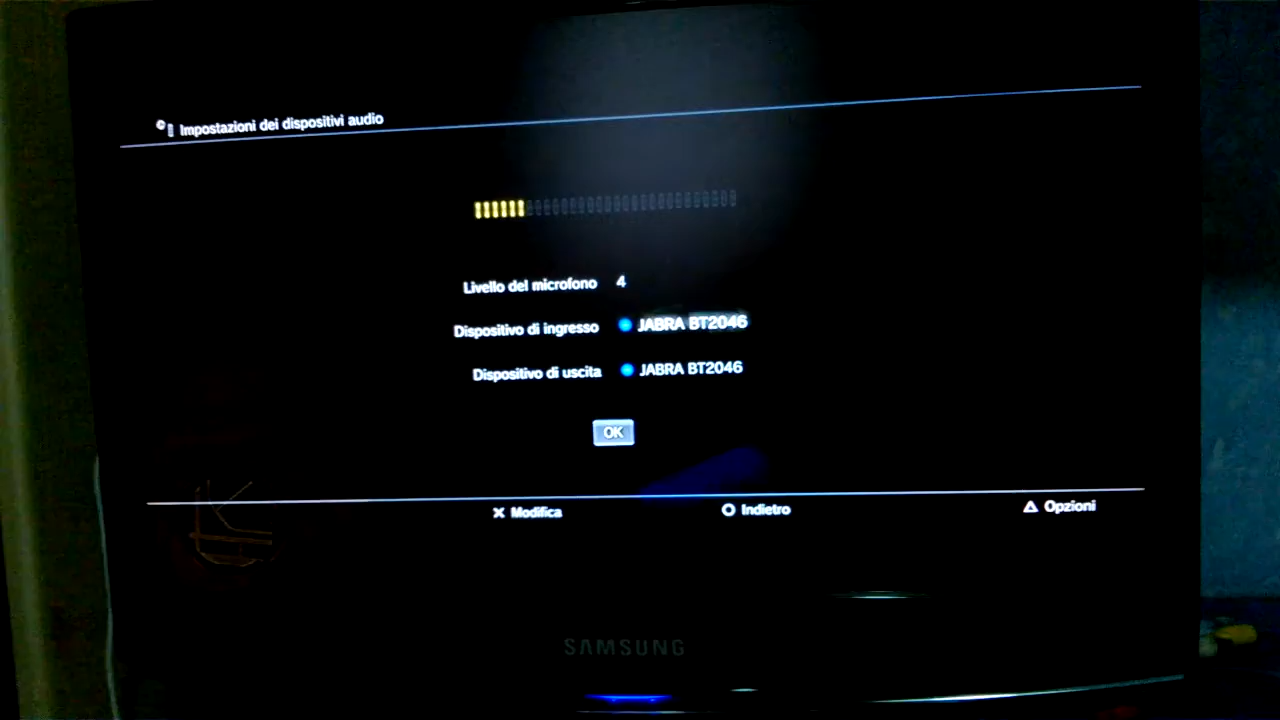 Impostazioni dei dispositivi audio
Livello del microfono 4
Dispositivo di ingresso JABRA BT2046
Dispositivo di uscita JABRA BT2046
OK
X Modifica O Indietro △ Opzioni
SAMSUNG